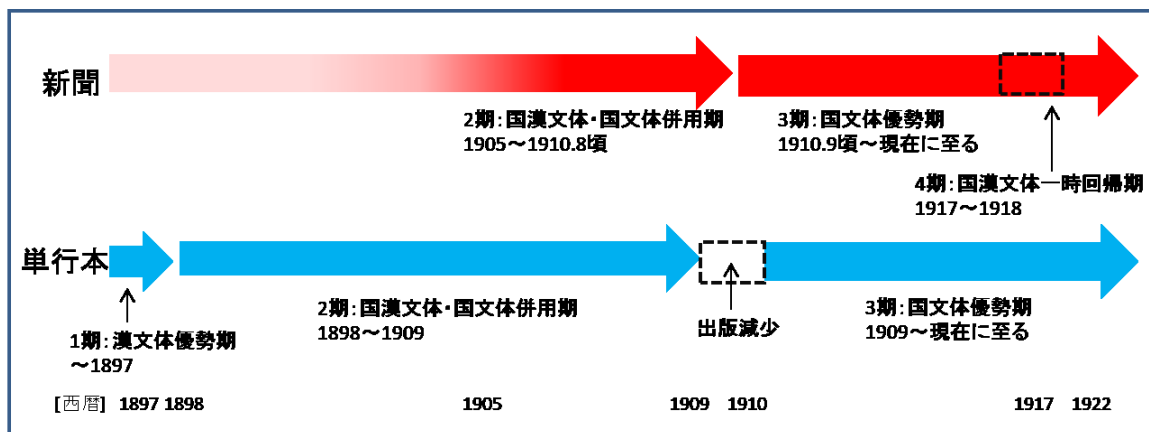 新聞
2期:国漢文体・国文体併用期
1905~1910.8頃
3期:国文体優勢期
1910.9頃~現在に至る
4期:国漢文体一時回帰期
1917~1918
単行本
1期:漢文体優勢期
~1897
2期:国漢文体・国文体併用期
1898~1909
出版減少
3期:国文体優勢期
1909~現在に至る
[西暦] 1897 1898 1905 1909 1910 1917 1922